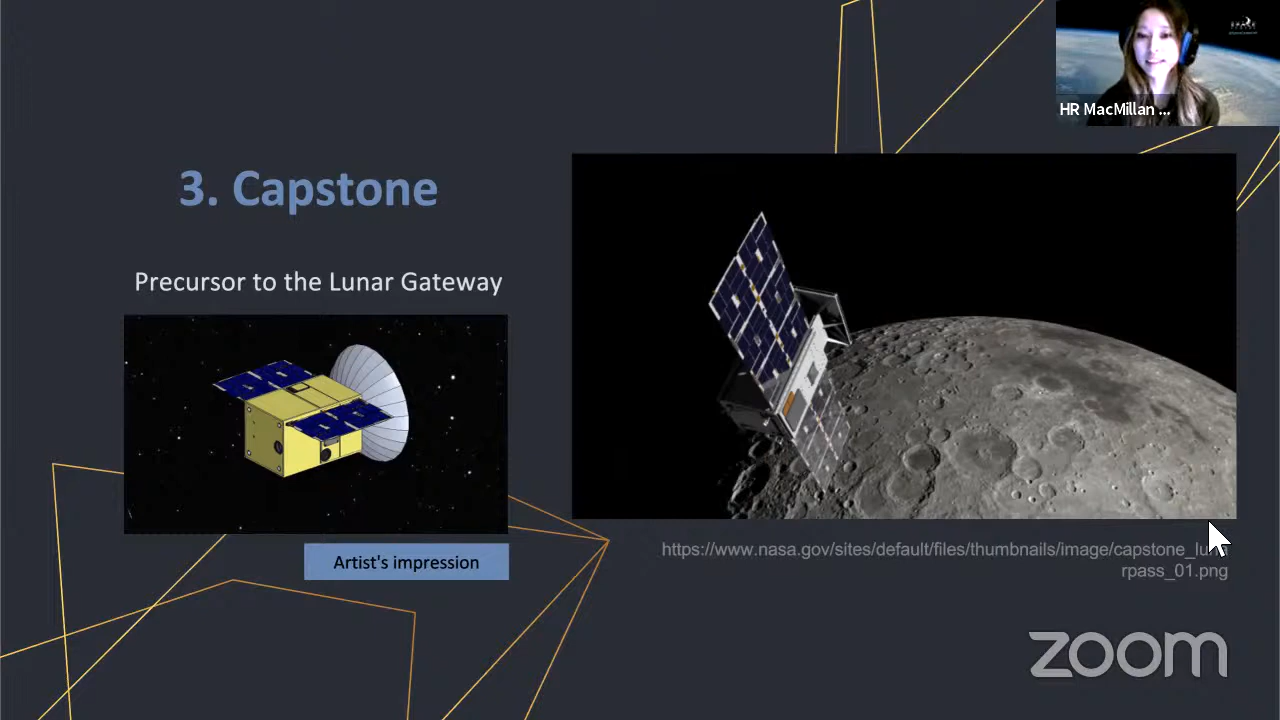 HR MacMillan ...
3. Capstone
Precursor to the Lunar Gateway
Artist's impression
https://www.nasa.gov/sites/default/files/thumbnails/image/capstone_luna
rpass_01.png
zoom